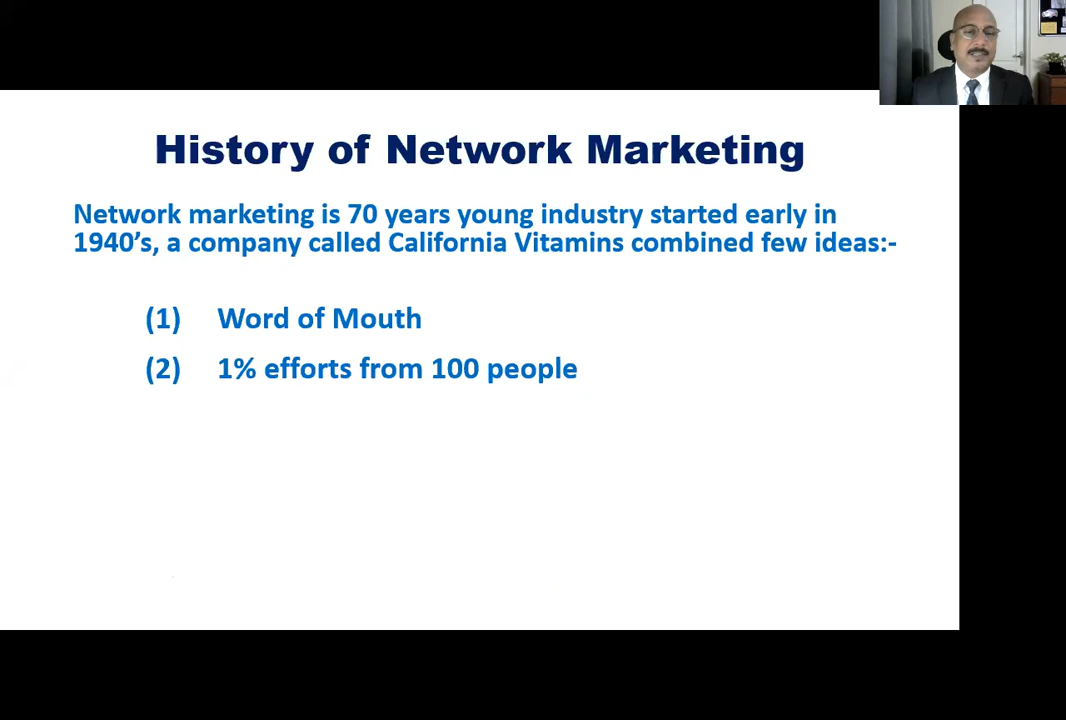 History of Network Marketing
Network marketing is 70 years young industry started early in
1940’s, a company called California Vitamins combined few ideas:-
(1) Word of Mouth
(2) 1% efforts from 100 people